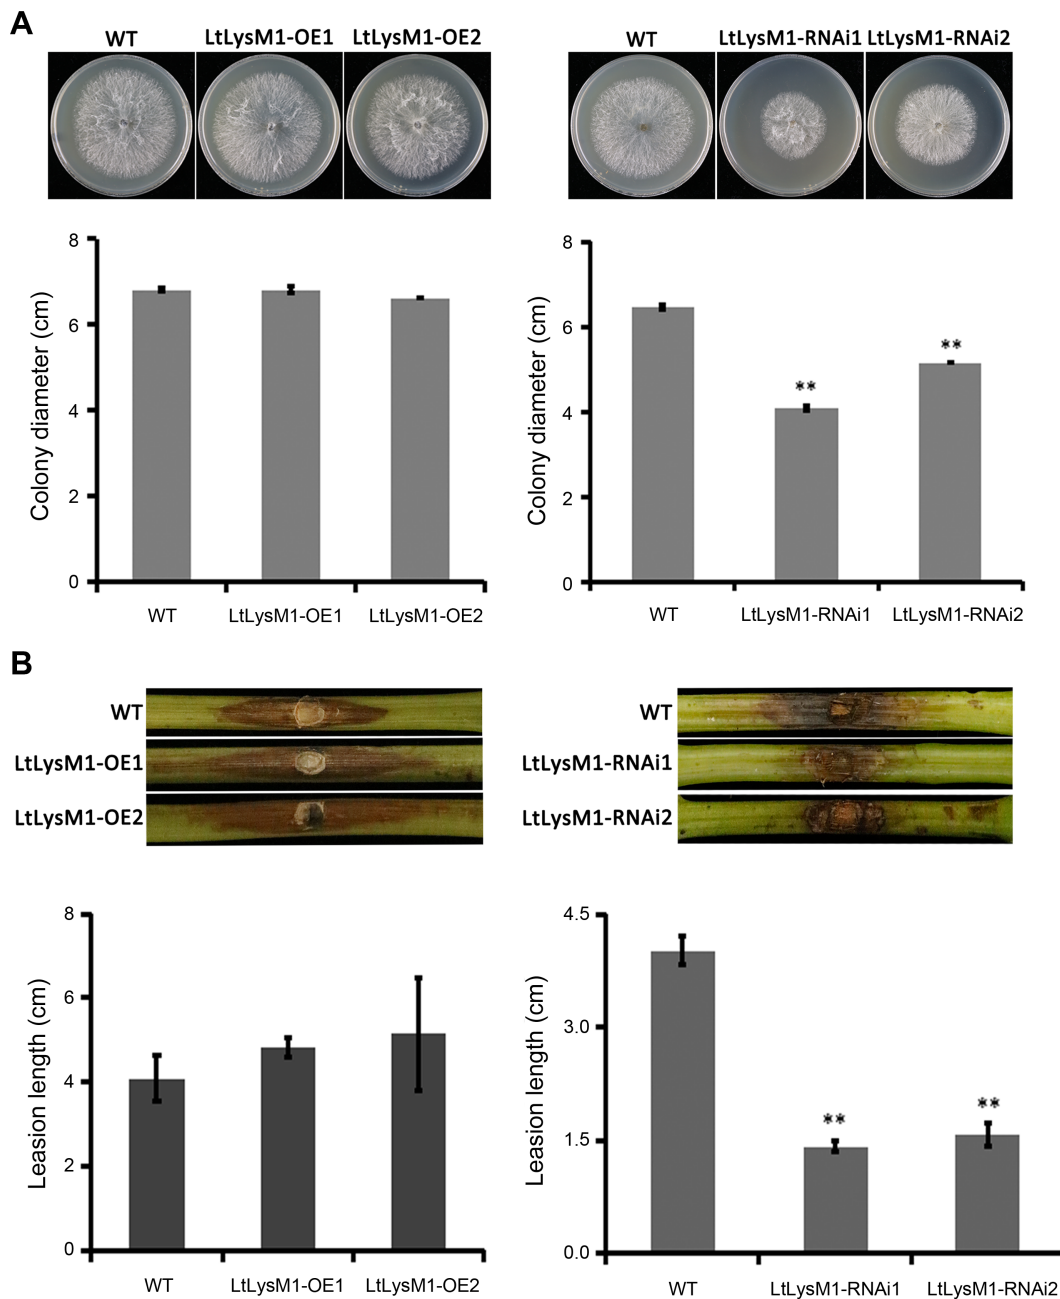 A
WT LtLysM1-OE1 LtLysM1-OE2
WT LtLysM1-RNAi1 LtLysM1-RNAi2
Colony diameter (cm)
8
6
4
2
0
WT LtLysM1-OE1 LtLysM1-OE2
Colony diameter (cm)
8
6
4
2
0
**
**
WT LtLysM1-RNAi1 LtLysM1-RNAi2
B
WT
LtLysM1-OE1
LtLysM1-OE2
WT
LtLysM1-RNAi1
LtLysM1-RNAi2
Leasion length (cm)
8
6
4
2
0
WT LtLysM1-OE1 LtLysM1-OE2
Leasion length (cm)
4.5
3.0
1.5
0.0
**
**
WT LtLysM1-RNAi1 LtLysM1-RNAi2